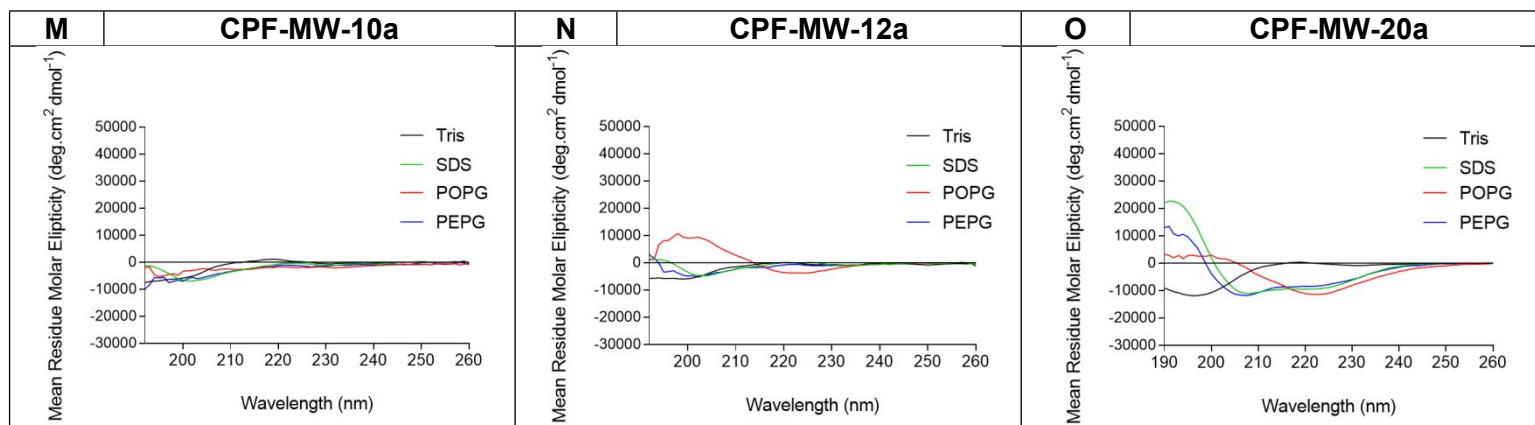 M CPF-MW-10a N CPF-MW-12a O CPF-MW-20a
Mean Residue Molar Elipticity (deg.cm² dmol⁻¹)
50000
40000
30000
20000
10000
0
-10000
-20000
-30000
Tris
SDS
POPG
PEPG
200 210 220 230 240 250 260
Wavelength (nm)
Mean Residue Molar Elipticity (deg.cm² dmol⁻¹)
50000
40000
30000
20000
10000
0
-10000
-20000
-30000
Tris
SDS
POPG
PEPG
200 210 220 230 240 250 260
Wavelength (nm)
Mean Residue Molar Elipticity (deg.cm² dmol⁻¹)
50000
40000
30000
20000
10000
0
-10000
-20000
-30000
Tris
SDS
POPG
PEPG
190 200 210 220 230 240 250 260
Wavelength (nm)